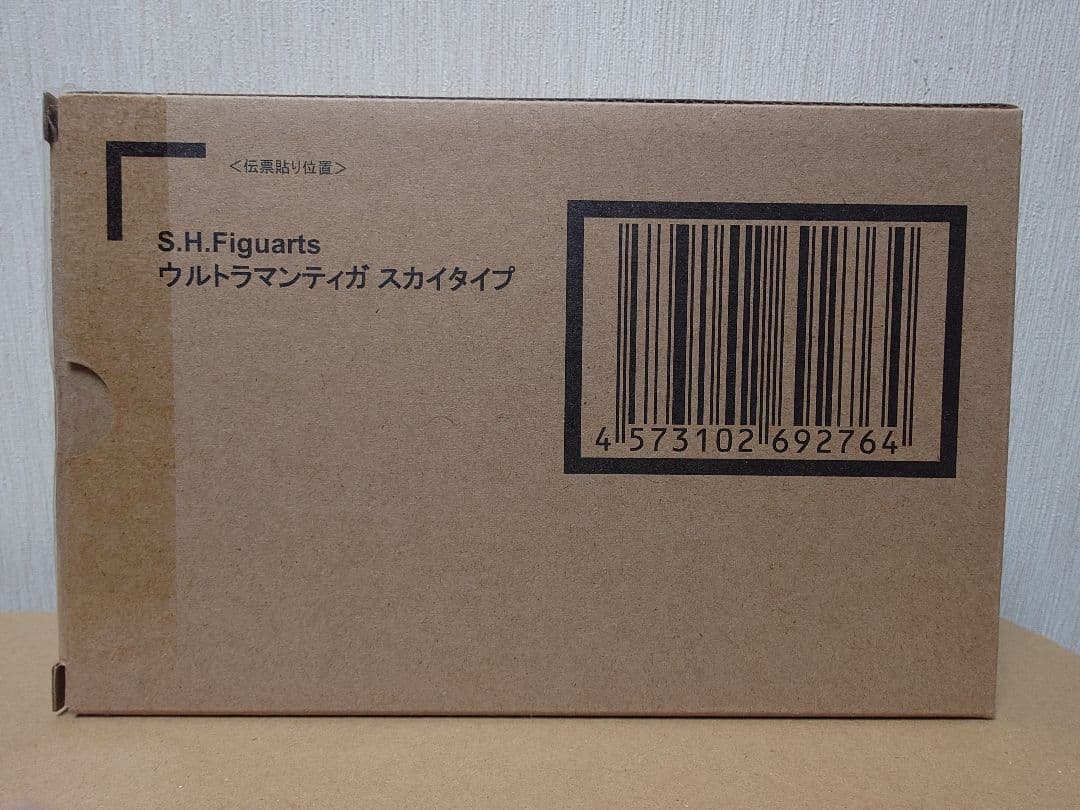 <伝票貼り位置>
S.H.Figuarts
ウルトラマンティガ スカイタイプ
4 573102 692764